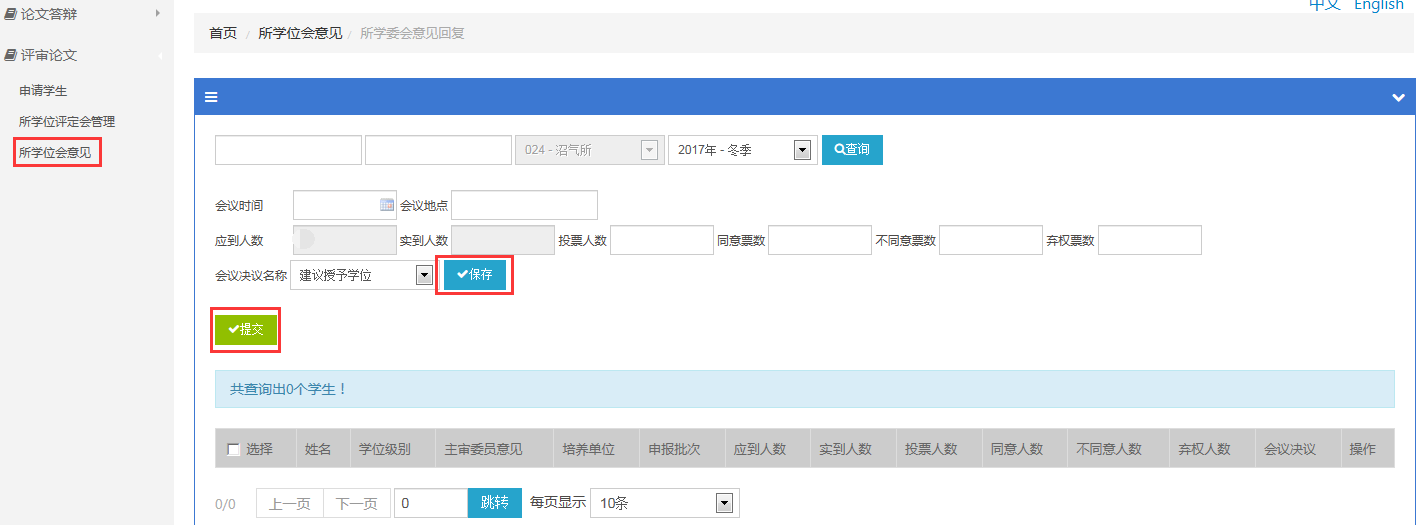 中文 English
论文答辩
首页 / 所学位会意见 / 所学委会意见回复
评审论文
申请学生
所学位评定会管理
所学位会意见
024 - 沼气所 2017年 - 冬季 查询
会议时间 会议地点
应到人数 实到人数 投票人数 同意票数 不同意票数 弃权票数
会议决议名称 建议授予学位 保存
提交
共查询出0个学生！
选择 姓名 学位级别 主审委员意见 培养单位 申报批次 应到人数 实到人数 投票人数 同意人数 不同意人数 弃权人数 会议决议 操作
0/0 上一页 下一页 0 跳转 每页显示 10条